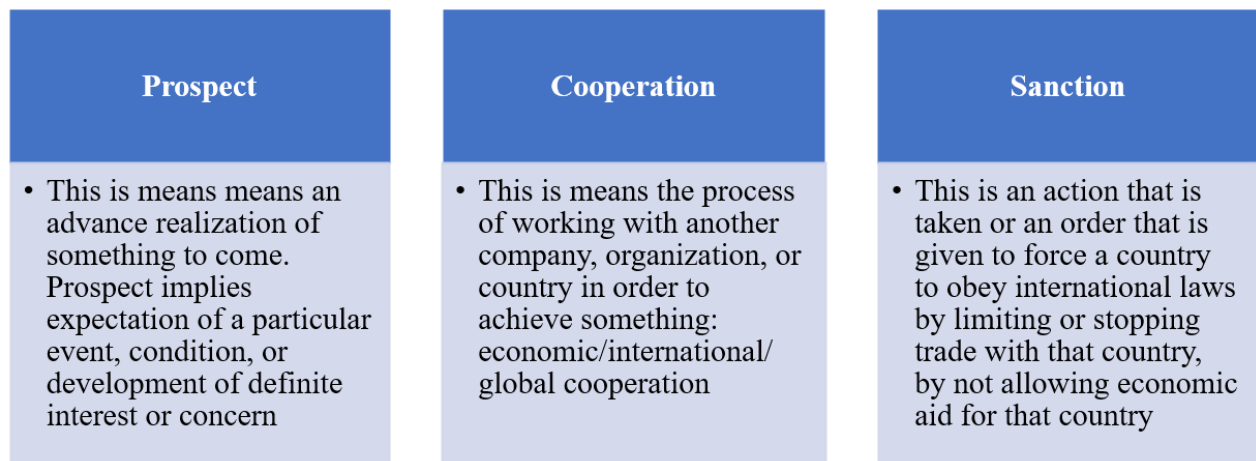 Prospect
• This is means means an
advance realization of
something to come.
Prospect implies
expectation of a particular
event, condition, or
development of definite
interest or concern
Cooperation
• This is means the process
of working with another
company, organization, or
country in order to
achieve something:
economic/international/
global cooperation
Sanction
• This is an action that is
taken or an order that is
given to force a country
to obey international laws
by limiting or stopping
trade with that country,
by not allowing economic
aid for that country